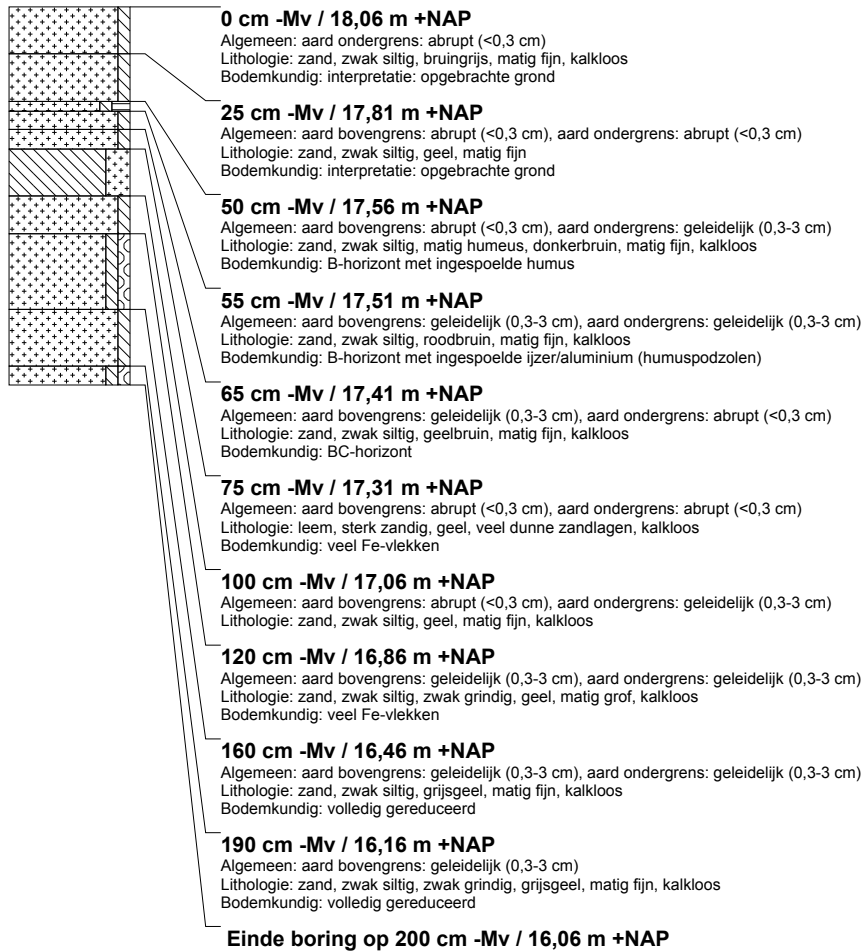 0 cm -Mv / 18,06 m +NAP
Algemeen: aard ondergrens: abrupt (<0,3 cm)
Lithologie: zand, zwak siltig, bruingrijs, matig fijn, kalkloos
Bodemkundig: interpretatie: opgebrachte grond
25 cm -Mv / 17,81 m +NAP
Algemeen: aard bovengrens: abrupt (<0,3 cm), aard ondergrens: abrupt (<0,3 cm)
Lithologie: zand, zwak siltig, geel, matig fijn
Bodemkundig: interpretatie: opgebrachte grond
50 cm -Mv / 17,56 m +NAP
Algemeen: aard bovengrens: abrupt (<0,3 cm), aard ondergrens: geleidelijk (0,3-3 cm)
Lithologie: zand, zwak siltig, matig humeus, donkerbruin, matig fijn, kalkloos
Bodemkundig: B-horizont met ingespoelde humus
55 cm -Mv / 17,51 m +NAP
Algemeen: aard bovengrens: geleidelijk (0,3-3 cm), aard ondergrens: geleidelijk (0,3-3 cm)
Lithologie: zand, zwak siltig, roodbruin, matig fijn, kalkloos
Bodemkundig: B-horizont met ingespoelde ijzer/aluminium (humuspodzolen)
65 cm -Mv / 17,41 m +NAP
Algemeen: aard bovengrens: geleidelijk (0,3-3 cm), aard ondergrens: abrupt (<0,3 cm)
Lithologie: zand, zwak siltig, geelbruin, matig fijn, kalkloos
Bodemkundig: BC-horizont
75 cm -Mv / 17,31 m +NAP
Algemeen: aard bovengrens: abrupt (<0,3 cm), aard ondergrens: abrupt (<0,3 cm)
Lithologie: leem, sterk zandig, geel, veel dunne zandlagen, kalkloos
Bodemkundig: veel Fe-vlekken
100 cm -Mv / 17,06 m +NAP
Algemeen: aard bovengrens: abrupt (<0,3 cm), aard ondergrens: geleidelijk (0,3-3 cm)
Lithologie: zand, zwak siltig, geel, matig fijn, kalkloos
120 cm -Mv / 16,86 m +NAP
Algemeen: aard bovengrens: geleidelijk (0,3-3 cm), aard ondergrens: geleidelijk (0,3-3 cm)
Lithologie: zand, zwak siltig, zwak grindig, geel, matig grof, kalkloos
Bodemkundig: veel Fe-vlekken
160 cm -Mv / 16,46 m +NAP
Algemeen: aard bovengrens: geleidelijk (0,3-3 cm), aard ondergrens: geleidelijk (0,3-3 cm)
Lithologie: zand, zwak siltig, grijsgeel, matig fijn, kalkloos
Bodemkundig: volledig gereduceerd
190 cm -Mv / 16,16 m +NAP
Algemeen: aard bovengrens: geleidelijk (0,3-3 cm)
Lithologie: zand, zwak siltig, zwak grindig, grijsgeel, matig fijn, kalkloos
Bodemkundig: volledig gereduceerd
Einde boring op 200 cm -Mv / 16,06 m +NAP